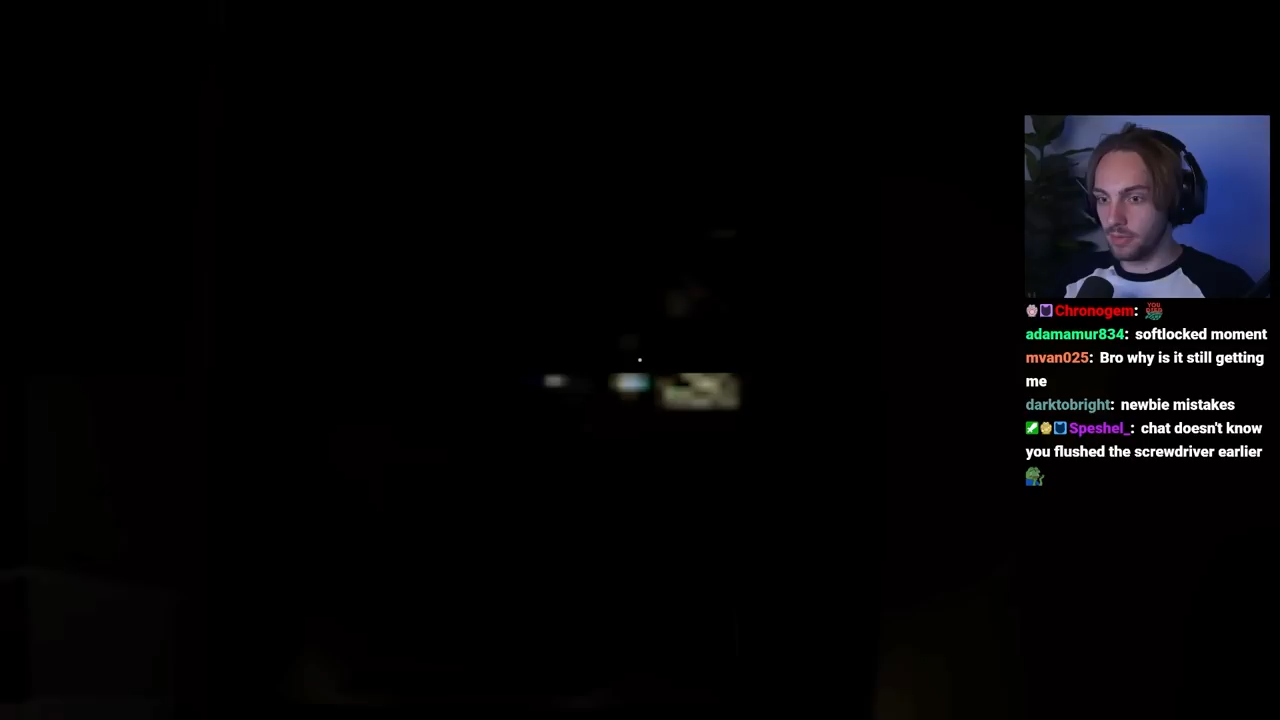 Chronogem:
adamamur834: softlocked moment
mvan025: Bro why is it still getting
me
darktobright: newbie mistakes
Speshel_: chat doesn't know
you flushed the screwdriver earlier